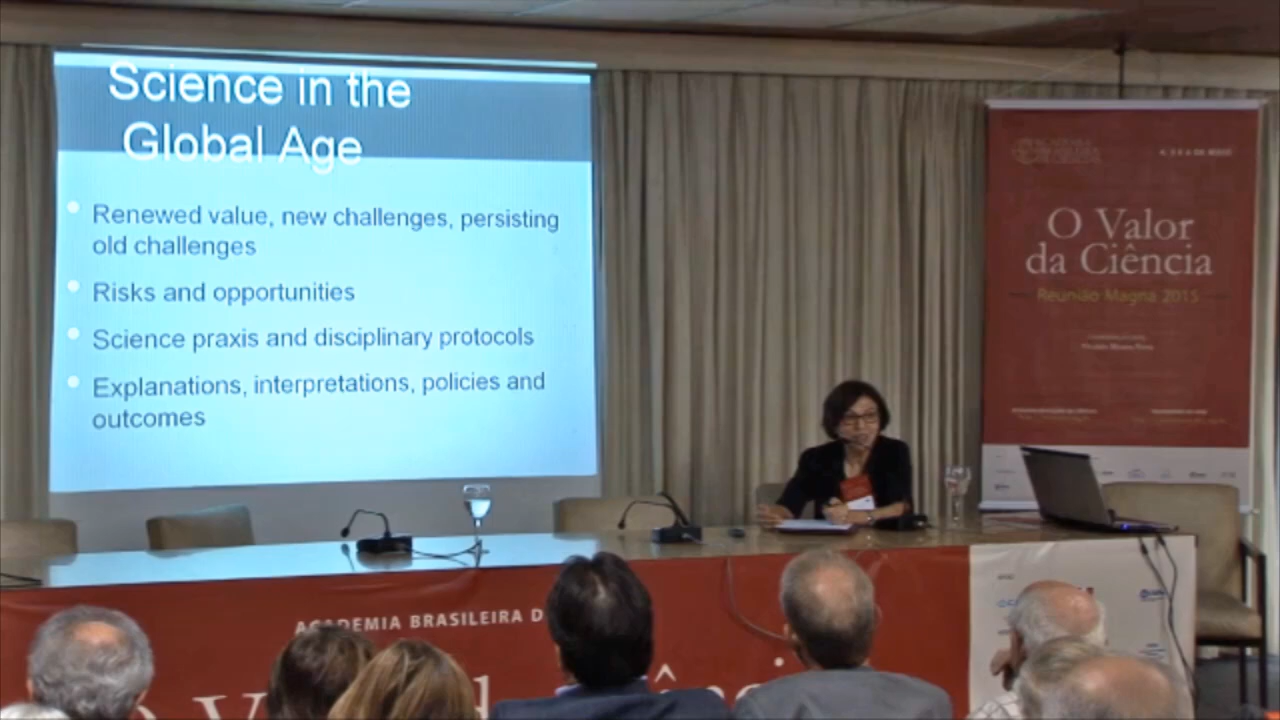 Science in the
Global Age
Renewed value, new challenges, persisting
old challenges
Risks and opportunities
Science praxis and disciplinary protocols
Explanations, interpretations, policies and
outcomes
O Valor
da Ciência
Reunião Magna 2015
ACADEMIA BRASILEIRA D